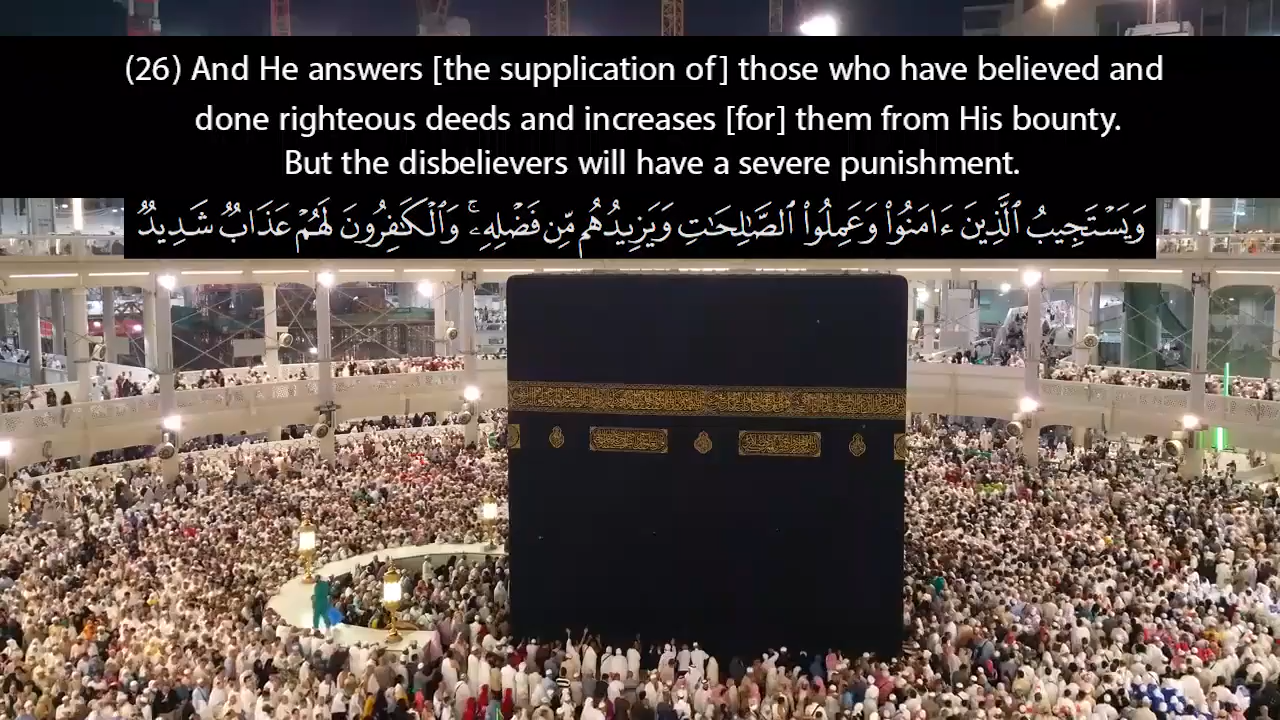 (26) And He answers [the supplication of] those who have believed and
done righteous deeds and increases [for] them from His bounty.
But the disbelievers will have a severe punishment.
وَيَسْتَجِيبُ ٱلَّذِينَ ءَامَنُوا۟ وَعَمِلُوا۟ ٱلصَّـٰلِحَـٰتِ وَيَزِيدُهُم مِّن فَضْلِهِۦ ۚ وَٱلْكَـٰفِرُونَ لَهُمْ عَذَابٌ شَدِيدٌ